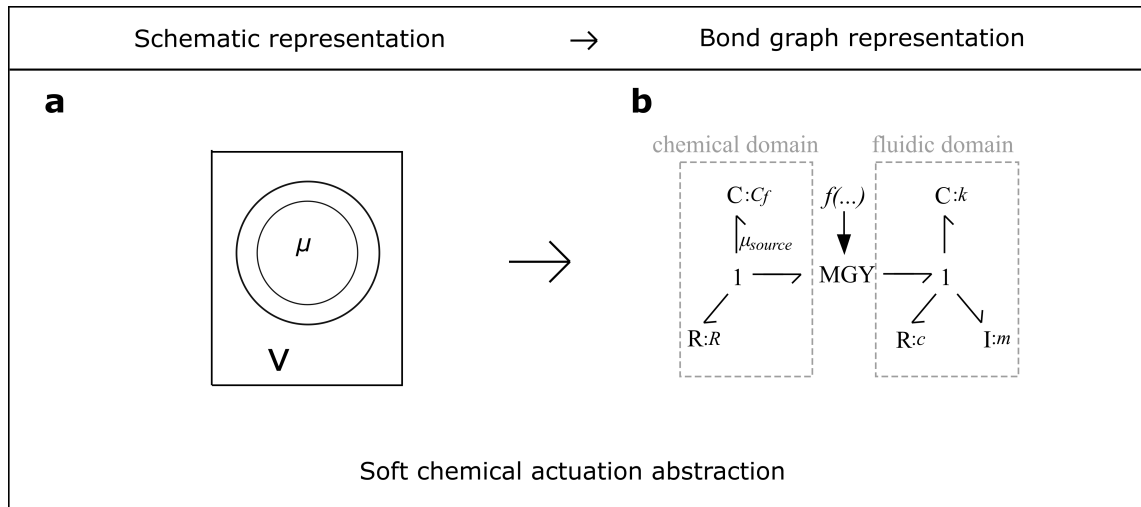 Schematic representation → Bond graph representation
a
b
chemical domain fluidic domain
C:Cf f(...) C:k
μ
μsource
1 MGY 1
R:R R:c I:m
V
Soft chemical actuation abstraction